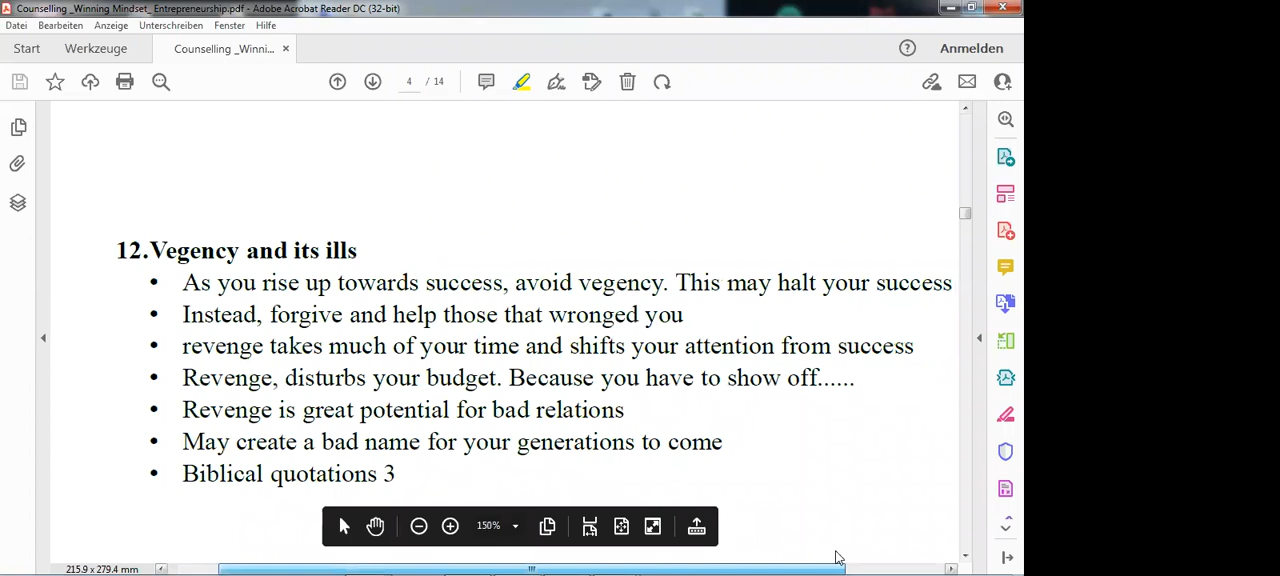 Counselling _Winning Mindset_ Entrepreneurship.pdf - Adobe Acrobat Reader DC (32-bit)
Datei Bearbeiten Anzeige Unterschreiben Fenster Hilfe
Start Werkzeuge Counselling _Winni... × Anmelden
4 / 14
12.Vegency and its ills
• As you rise up towards success, avoid vegency. This may halt your success
• Instead, forgive and help those that wronged you
• revenge takes much of your time and shifts your attention from success
• Revenge, disturbs your budget. Because you have to show off......
• Revenge is great potential for bad relations
• May create a bad name for your generations to come
• Biblical quotations 3
150%
215.9 x 279.4 mm